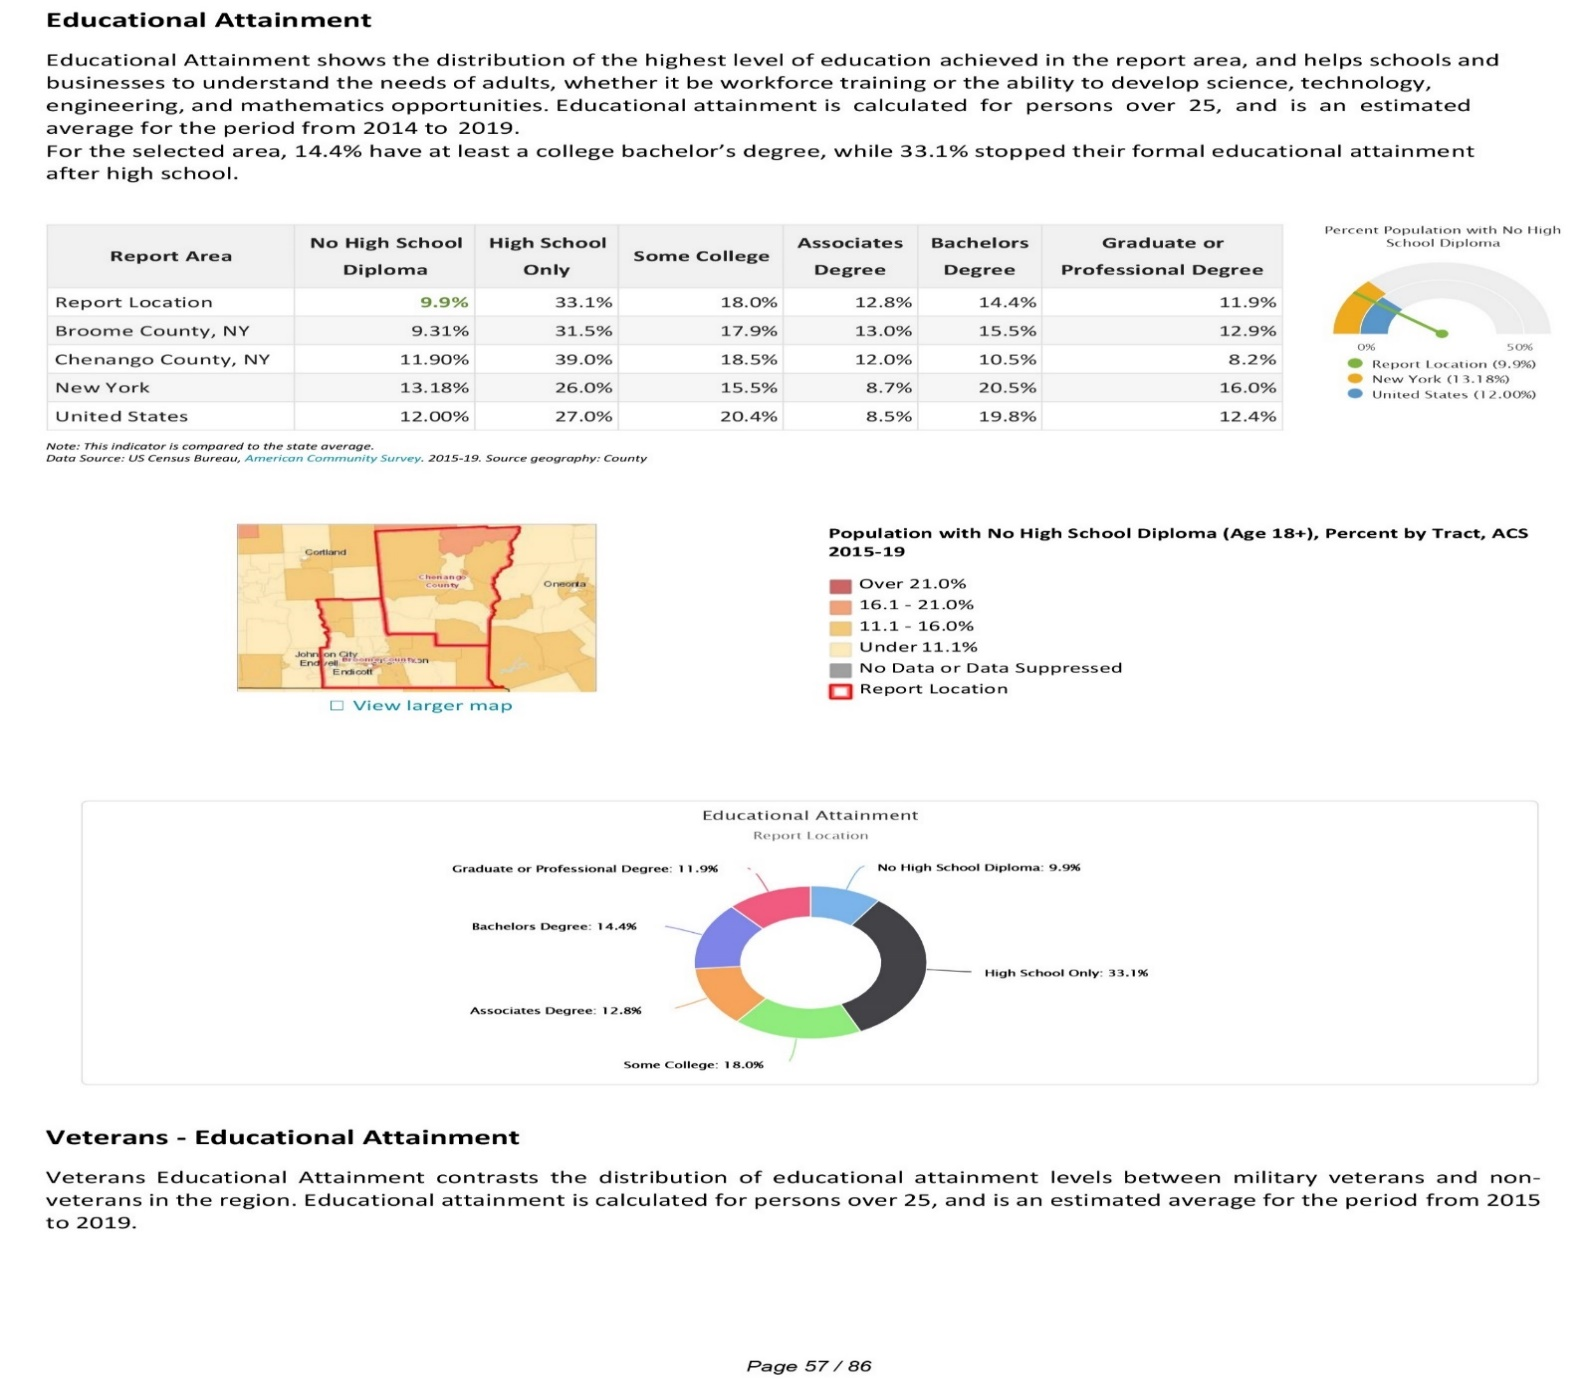 Educational Attainment
Educational Attainment shows the distribution of the highest level of education achieved in the report area, and helps schools and
businesses to understand the needs of adults, whether it be workforce training or the ability to develop science, technology,
engineering, and mathematics opportunities. Educational attainment is calculated for persons over 25, and is an estimated
average for the period from 2014 to 2019.
For the selected area, 14.4% have at least a college bachelor's degree, while 33.1% stopped their formal educational attainment
after high school.
Report Area No High School Diploma High School Only Some College Associates Degree Bachelors Degree Graduate or Professional Degree
Report Location 9.9% 33.1% 18.0% 12.8% 14.4% 11.9%
Broome County, NY 9.31% 31.5% 17.9% 13.0% 15.5% 12.9%
Chenango County, NY 11.90% 39.0% 18.5% 12.0% 10.5% 8.2%
New York 13.18% 26.0% 15.5% 8.7% 20.5% 16.0%
United States 12.00% 27.0% 20.4% 8.5% 19.8% 12.4%
Percent Population with No High
School Diploma
0% 50%
Report Location (9.9%)
New York (13.18%)
United States (12.00%)
Note: This indicator is compared to the state average.
Data Source: US Census Bureau, American Community Survey. 2015-19. Source geography: County
Cortland
Chenango
County
Oneonta
Johnson City
Endwell
Endicott
View larger map
Population with No High School Diploma (Age 18+), Percent by Tract, ACS
2015-19
Over 21.0%
16.1 - 21.0%
11.1 - 16.0%
Under 11.1%
No Data or Data Suppressed
Report Location
Educational Attainment
Report Location
Graduate or Professional Degree: 11.9%
No High School Diploma: 9.9%
Bachelors Degree: 14.4%
High School Only: 33.1%
Associates Degree: 12.8%
Some College: 18.0%
Veterans - Educational Attainment
Veterans Educational Attainment contrasts the distribution of educational attainment levels between military veterans and non-
veterans in the region. Educational attainment is calculated for persons over 25, and is an estimated average for the period from 2015
to 2019.
Page 57 / 86